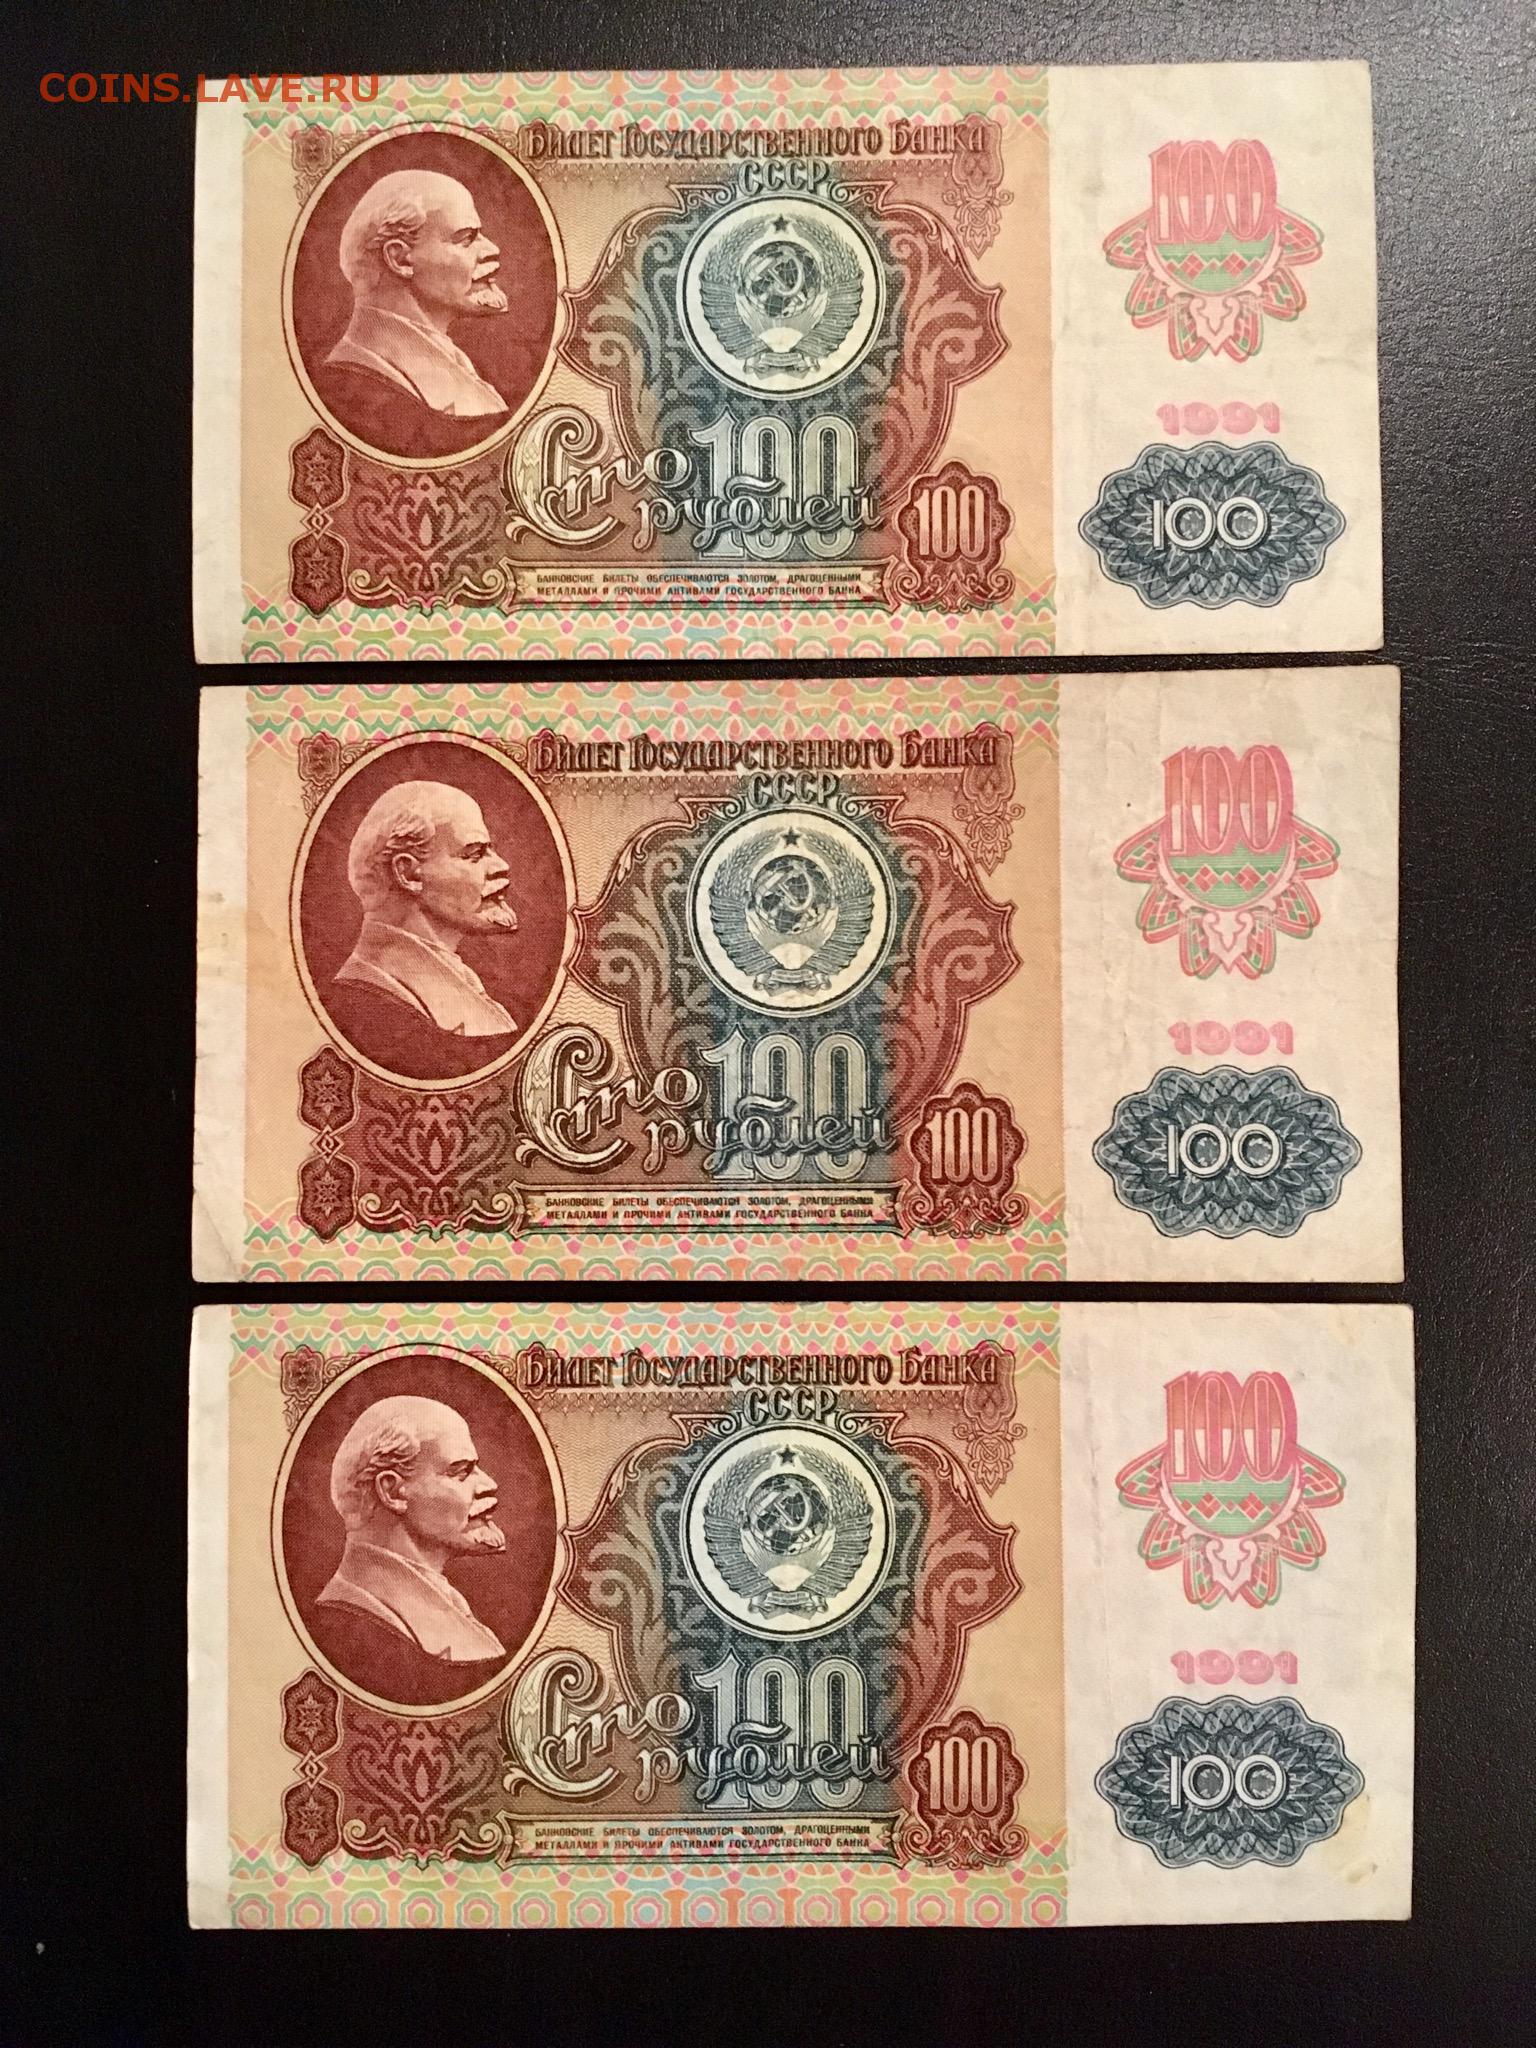 COINS.LAVE.RU
Билет Государственного Банка
СССР
100
1991
100
Сто
рублей
100
100
БАНКОВСКИЕ БИЛЕТЫ ОБЕСПЕЧИВАЮТСЯ ЗОЛОТОМ, ДРАГОЦЕННЫМИ
МЕТАЛЛАМИ И ПРОЧИМИ АКТИВАМИ ГОСУДАРСТВЕННОГО БАНКА
100
Билет Государственного Банка
СССР
100
1991
100
Сто
рублей
100
100
БАНКОВСКИЕ БИЛЕТЫ ОБЕСПЕЧИВАЮТСЯ ЗОЛОТОМ, ДРАГОЦЕННЫМИ
МЕТАЛЛАМИ И ПРОЧИМИ АКТИВАМИ ГОСУДАРСТВЕННОГО БАНКА
100
Билет Государственного Банка
СССР
100
1991
100
Сто
рублей
100
100
БАНКОВСКИЕ БИЛЕТЫ ОБЕСПЕЧИВАЮТСЯ ЗОЛОТОМ, ДРАГОЦЕННЫМИ
МЕТАЛЛАМИ И ПРОЧИМИ АКТИВАМИ ГОСУДАРСТВЕННОГО БАНКА
100